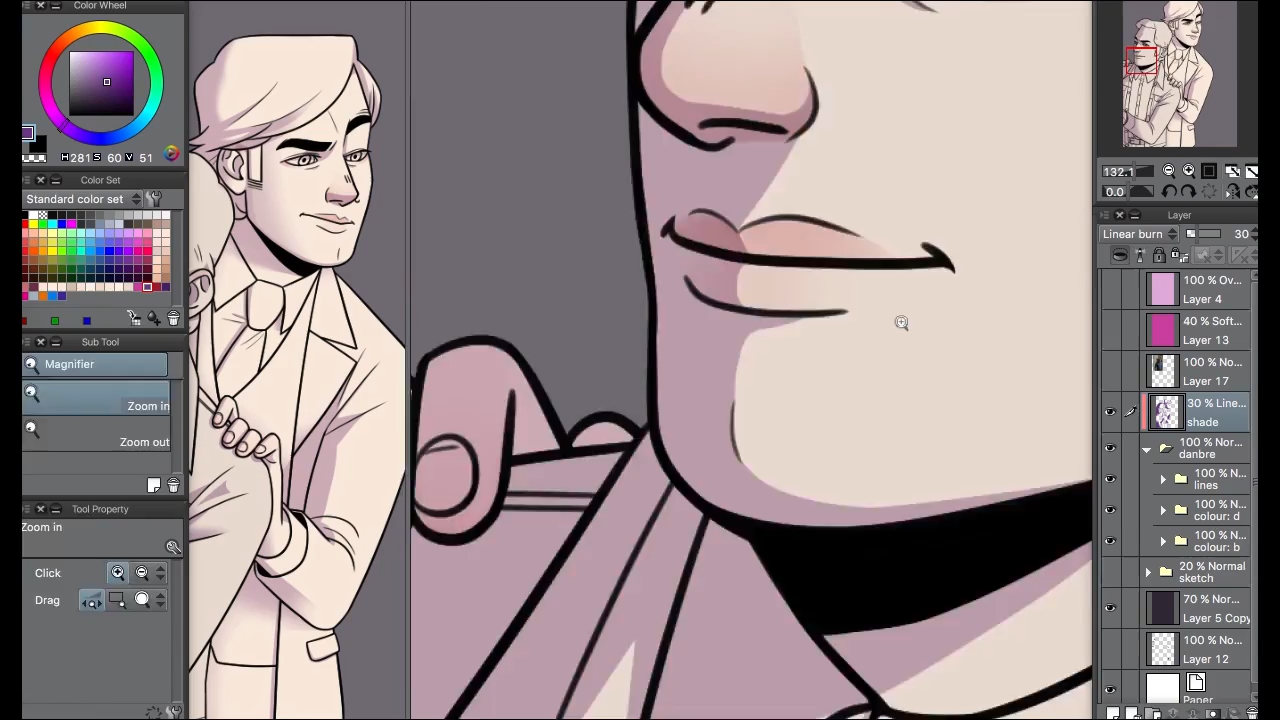 Color Wheel
H281S 60 V 51
Color Set
Standard color set
Sub Tool
Magnifier
Zoom in
Zoom out
Tool Property
Zoom in
Click
Drag
132.1
0.0
Layer
Linear burn
30
100 % Ov...
Layer 4
40 % Soft...
Layer 13
100 % No...
Layer 17
30 % Line...
shade
100 % Nor...
danbre
100 % N...
lines
100 % N...
colour: d
100 % N...
colour: b
20 % Normal
sketch
70 % Nor...
Layer 5 Copy
100 % No...
Layer 12
Paper